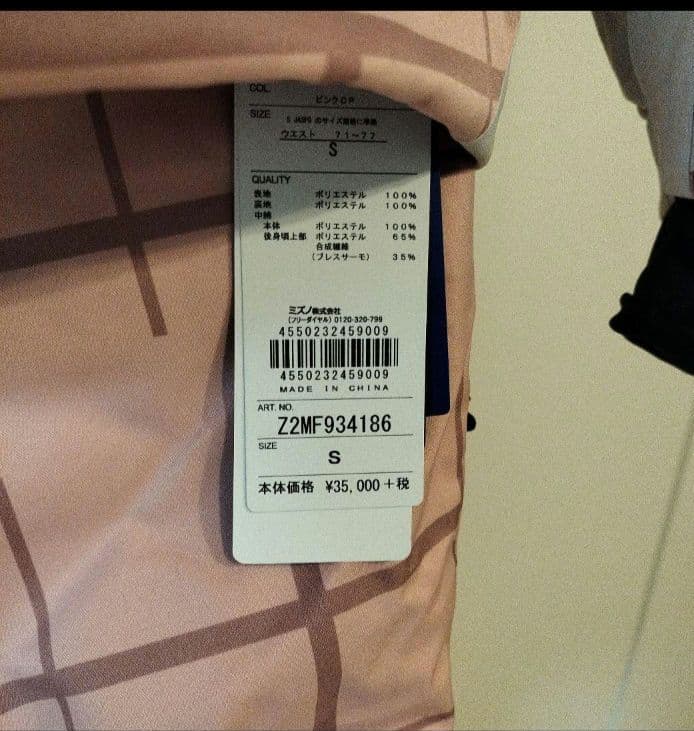 COL.
ピンクCP
SIZE
S JASPO のサイズ規格に準拠
ウエスト 71～77
S
QUALITY
表地 ポリエステル 100%
裏地 ポリエステル 100%
中綿
本体 ポリエステル 100%
後身頃上部 ポリエステル 65%
合成繊維
(ブレスサーモ) 35%
ミズノ株式会社
(フリーダイヤル) 0120-320-799
4550232459009
4550232459009
MADE IN CHINA
ART. NO.
Z2MF934186
SIZE
S
本体価格 ¥35,000+税